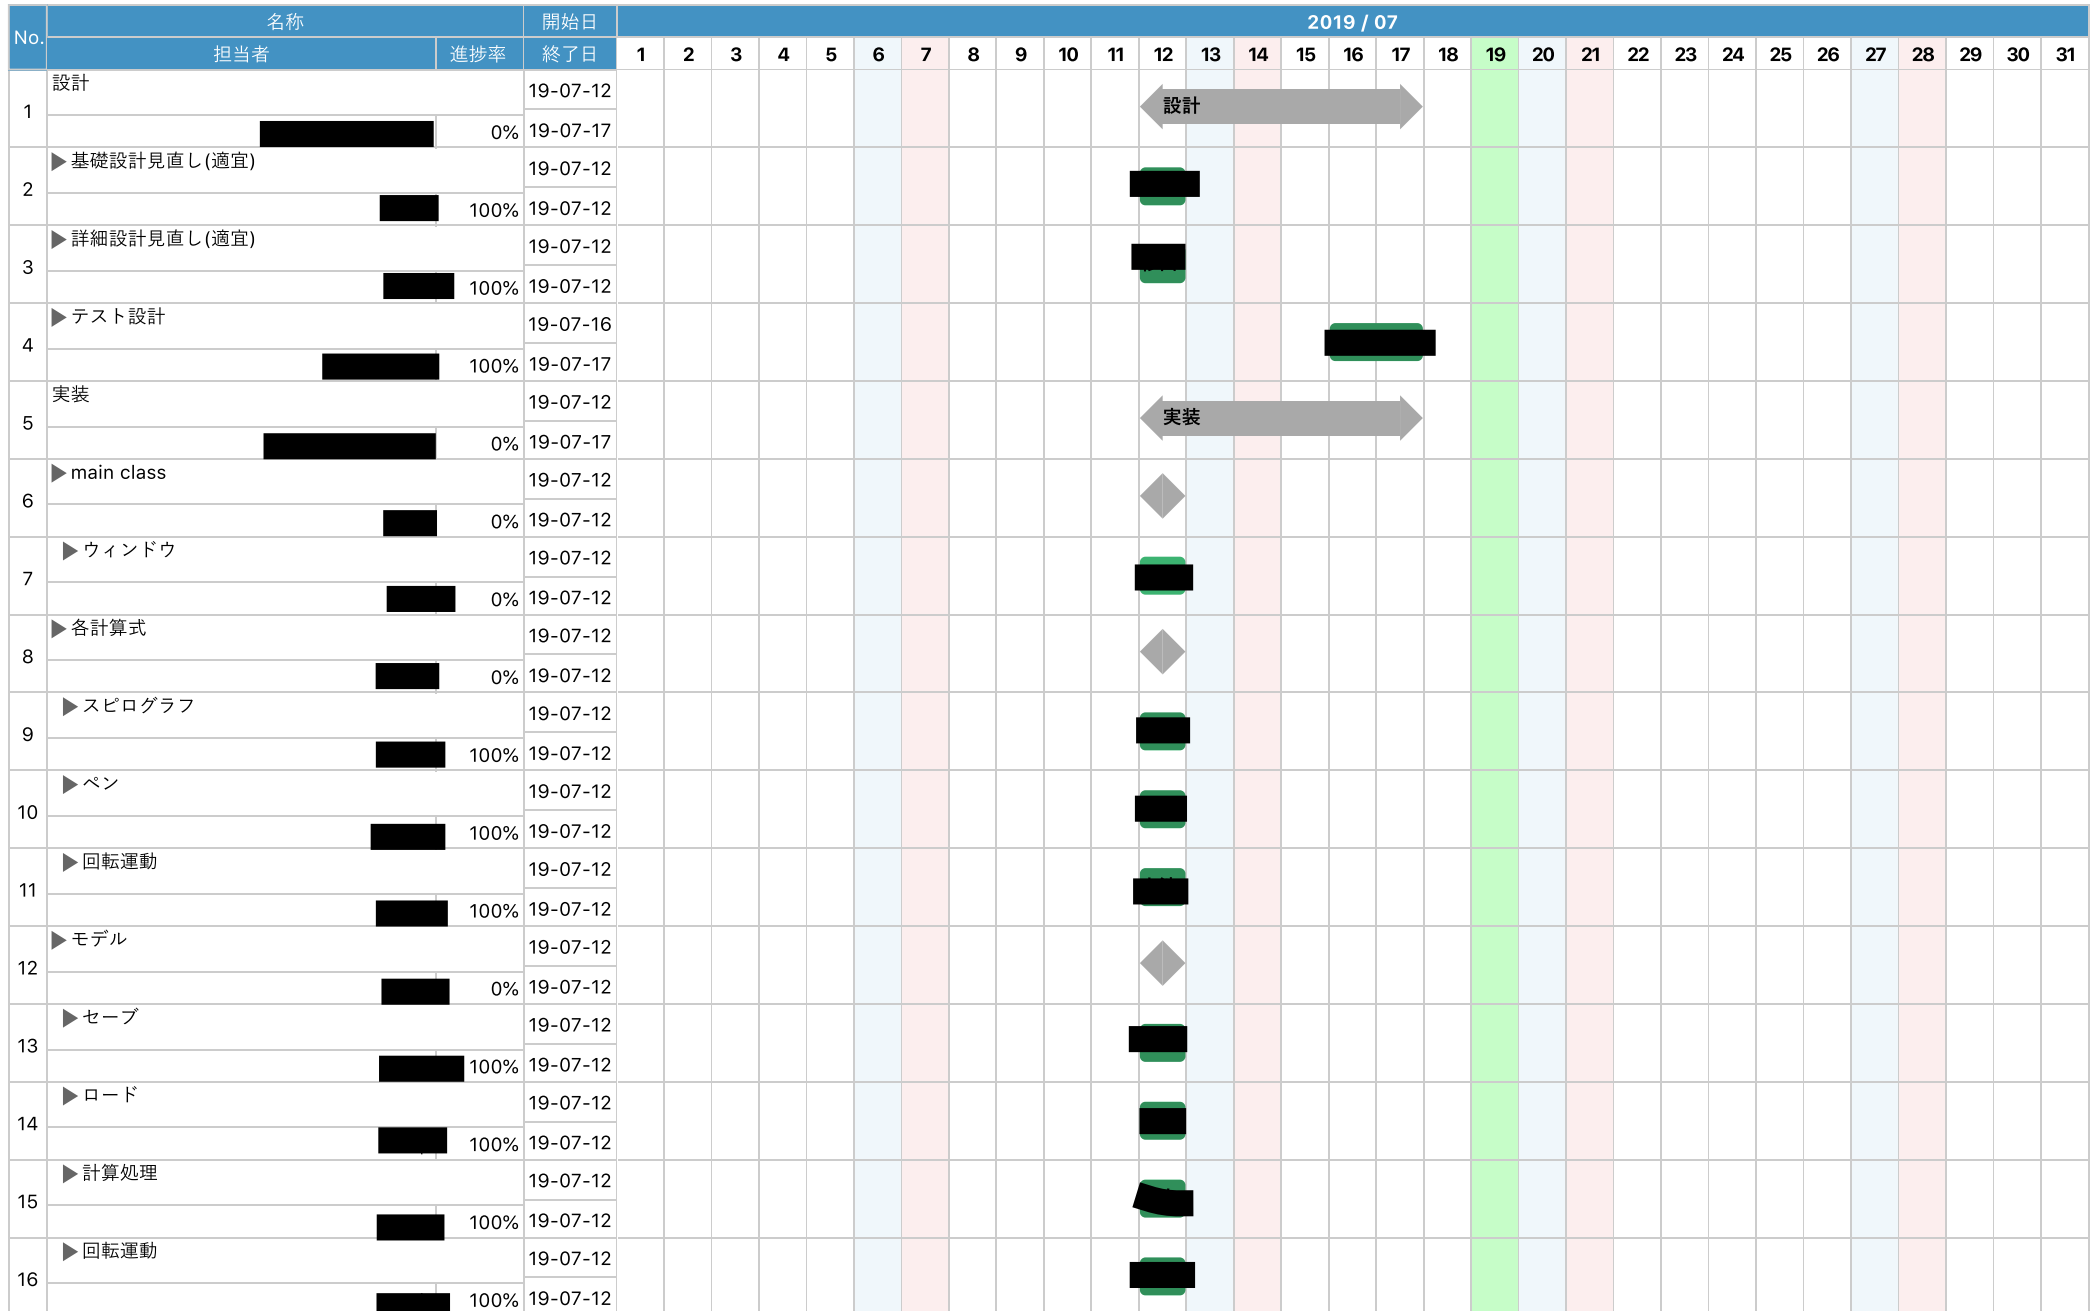 No. 名称 開始日 2019 / 07
担当者 進捗率 終了日 1 2 3 4 5 6 7 8 9 10 11 12 13 14 15 16 17 18 19 20 21 22 23 24 25 26 27 28 29 30 31
1 設計 19-07-12 設計
0% 19-07-17
2 基礎設計見直し(適宜) 19-07-12
100% 19-07-12
3 詳細設計見直し(適宜) 19-07-12
100% 19-07-12
4 テスト設計 19-07-16
100% 19-07-17
5 実装 19-07-12 実装
0% 19-07-17
6 main class 19-07-12
0% 19-07-12
7 ウィンドウ 19-07-12
0% 19-07-12
8 各計算式 19-07-12
0% 19-07-12
9 スピログラフ 19-07-12
100% 19-07-12
10 ペン 19-07-12
100% 19-07-12
11 回転運動 19-07-12
100% 19-07-12
12 モデル 19-07-12
0% 19-07-12
13 セーブ 19-07-12
100% 19-07-12
14 ロード 19-07-12
100% 19-07-12
15 計算処理 19-07-12
100% 19-07-12
16 回転運動 19-07-12
100% 19-07-12